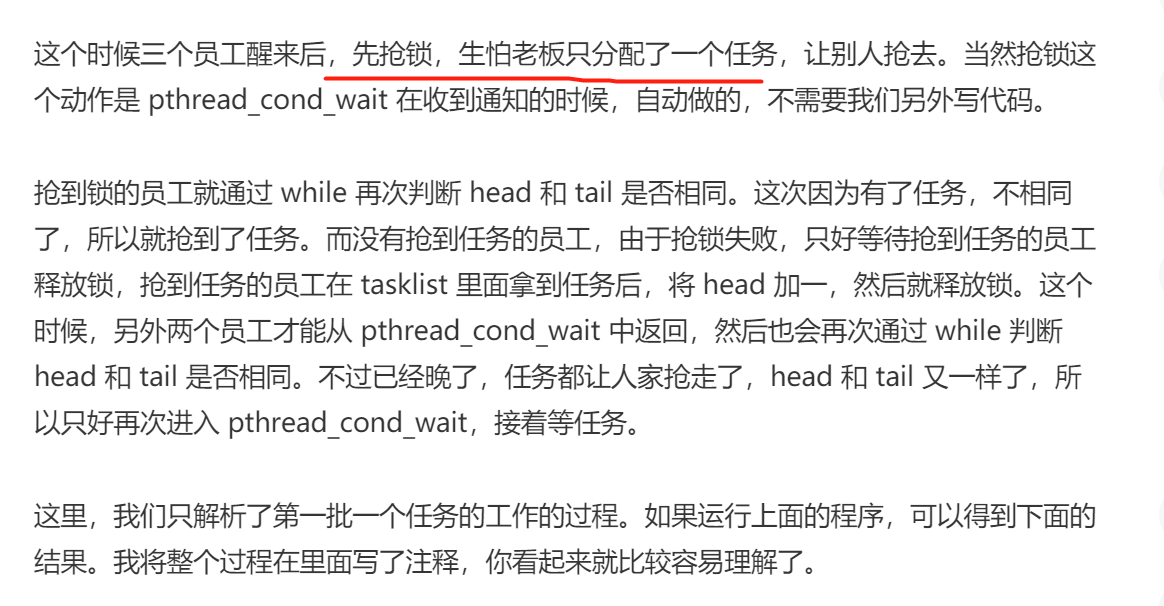 这个时候三个员工醒来后，先抢锁，生怕老板只分配了一个任务，让别人抢去。当然抢锁这
个动作是 pthread_cond_wait 在收到通知的时候，自动做的，不需要我们另外写代码。
抢到锁的员工就通过 while 再次判断 head 和 tail 是否相同。这次因为有了任务，不相同
了，所以就抢到了任务。而没有抢到任务的员工，由于抢锁失败，只好等待抢到任务的员工
释放锁，抢到任务的员工在 tasklist 里面拿到任务后，将 head 加一，然后就释放锁。这个
时候，另外两个员工才能从 pthread_cond_wait 中返回，然后也会再次通过 while 判断
head 和 tail 是否相同。不过已经晚了，任务都让人家抢走了，head 和 tail 又一样了，所
以只好再次进入 pthread_cond_wait，接着等任务。
这里，我们只解析了第一批一个任务的工作的过程。如果运行上面的程序，可以得到下面的
结果。我将整个过程在里面写了注释，你看起来就比较容易理解了。